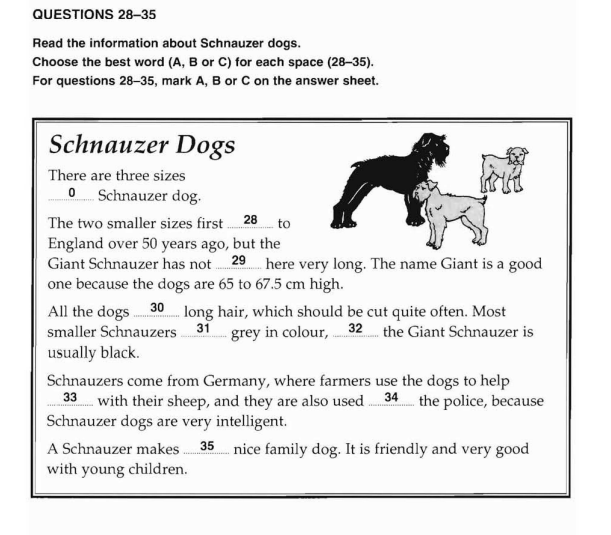 QUESTIONS 28–35
Read the information about Schnauzer dogs.
Choose the best word (A, B or C) for each space (28–35).
For questions 28–35, mark A, B or C on the answer sheet.
Schnauzer Dogs
There are three sizes
......0...... Schnauzer dog.
The two smaller sizes first ......28...... to
England over 50 years ago, but the
Giant Schnauzer has not ......29...... here very long. The name Giant is a good
one because the dogs are 65 to 67.5 cm high.
All the dogs ......30...... long hair, which should be cut quite often. Most
smaller Schnauzers ......31...... grey in colour, ......32...... the Giant Schnauzer is
usually black.
Schnauzers come from Germany, where farmers use the dogs to help
......33...... with their sheep, and they are also used ......34...... the police, because
Schnauzer dogs are very intelligent.
A Schnauzer makes ......35...... nice family dog. It is friendly and very good
with young children.